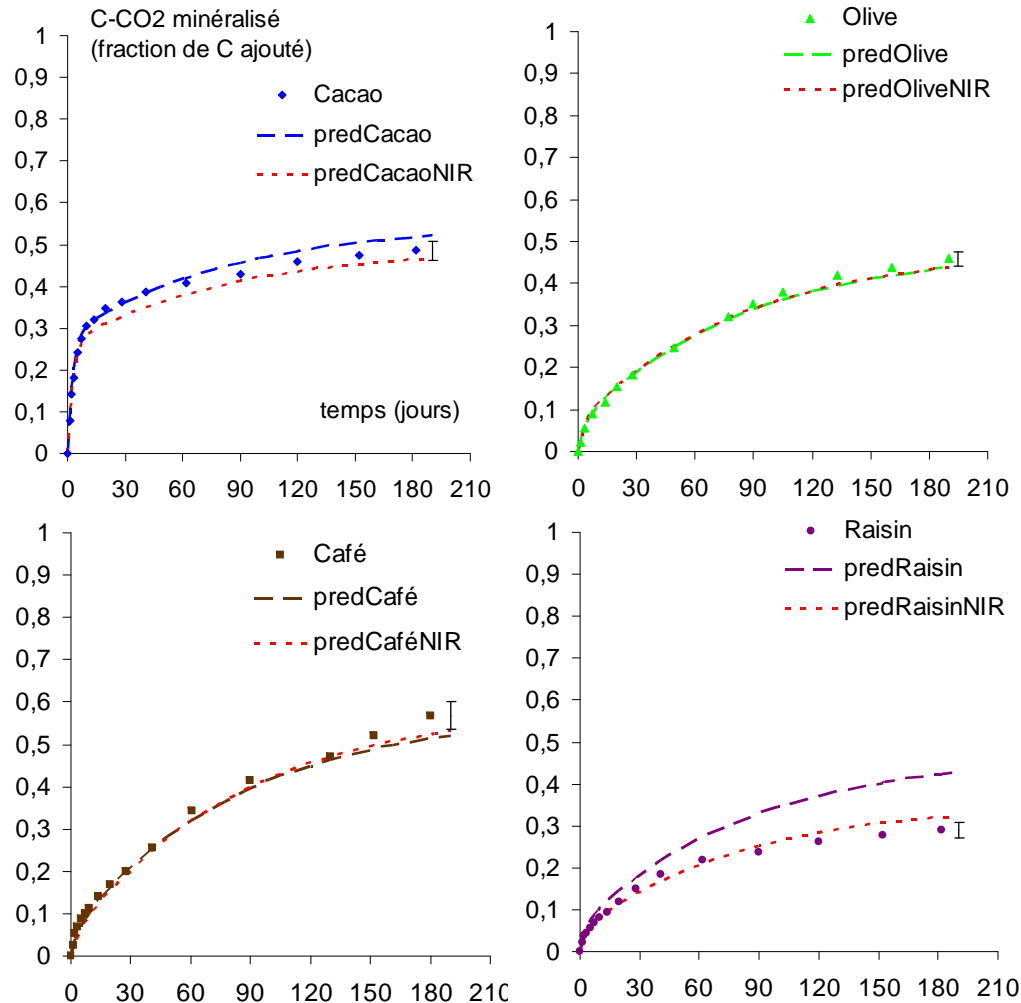 C-CO2 minéralisé
(fraction de C ajouté)
1
0,9
0,8
0,7
0,6
0,5
0,4
0,3
0,2
0,1
0
Cacao
predCacao
predCacaoNIR
temps (jours)
0 30 60 90 120 150 180 210
1
0,9
0,8
0,7
0,6
0,5
0,4
0,3
0,2
0,1
0
Olive
predOlive
predOliveNIR
0 30 60 90 120 150 180 210
1
0,9
0,8
0,7
0,6
0,5
0,4
0,3
0,2
0,1
0
Café
predCafé
predCaféNIR
0 30 60 90 120 150 180 210
1
0,9
0,8
0,7
0,6
0,5
0,4
0,3
0,2
0,1
0
Raisin
predRaisin
predRaisinNIR
0 30 60 90 120 150 180 210